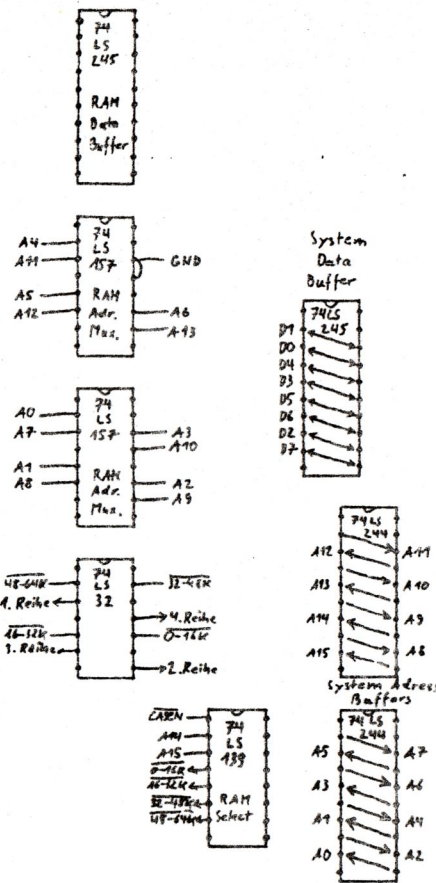 74
LS
245
RAM
Data
Buffer
A4
A11
A5
A12
74
LS
157
RAM
Adr.
Mux.
GND
A6
A13
System
Data
Buffer
74LS
245
D1
D0
D4
D3
D5
D6
D2
D7
A0
A7
A1
A8
74
LS
157
RAM
Adr.
Mux.
A3
A10
A2
A9
48-64K
1. Reihe
16-32K
3. Reihe
74
LS
32
32-48K
4. Reihe
0-16K
2. Reihe
74LS
244
A12
A13
A14
A15
A11
A10
A9
A8
System Adress
Buffers
CASEN
A14
A15
0-16K
16-32K
32-48K
48-64K
74
LS
139
RAM
Select
74LS
244
A5
A3
A1
A0
A7
A6
A4
A2